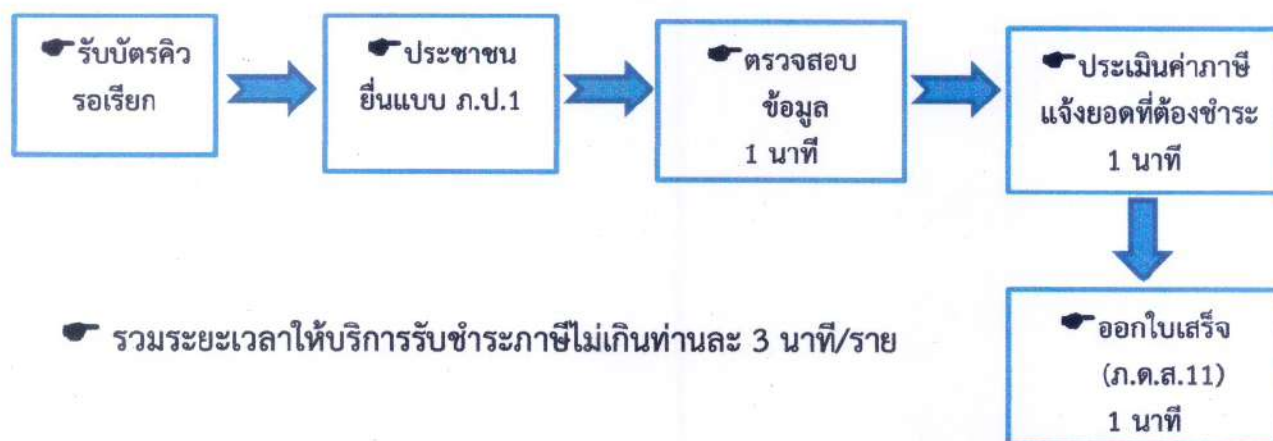 ☛รับบัตรคิว
รอเรียก
☛ประชาชน
ยื่นแบบ ภ.ป.1
☛ตรวจสอบ
ข้อมูล
1 นาที
☛ประเมินค่าภาษี
แจ้งยอดที่ต้องชำระ
1 นาที
☛ออกใบเสร็จ
(ภ.ด.ส.11)
1 นาที
☛ รวมระยะเวลาให้บริการรับชำระภาษีไม่เกินท่านละ 3 นาที/ราย